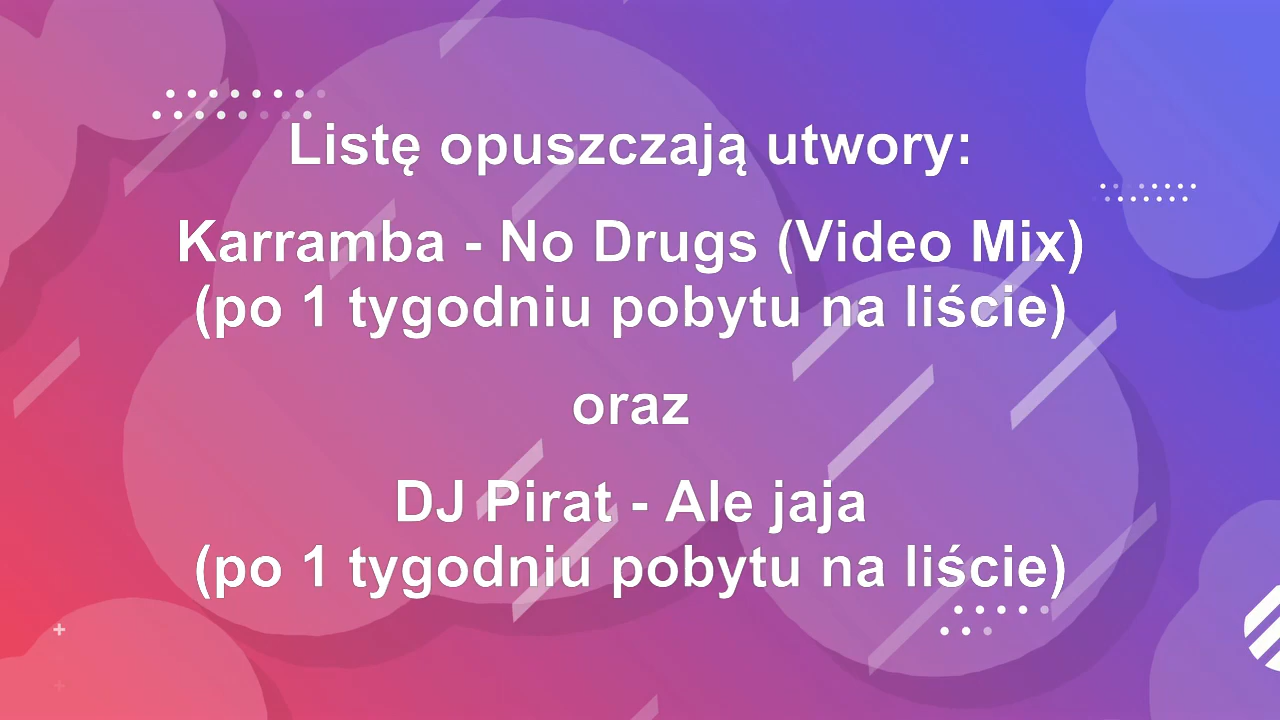 Listę opuszczają utwory:
Karramba - No Drugs (Video Mix)
(po 1 tygodniu pobytu na liście)
oraz
DJ Pirat - Ale jaja
(po 1 tygodniu pobytu na liście)